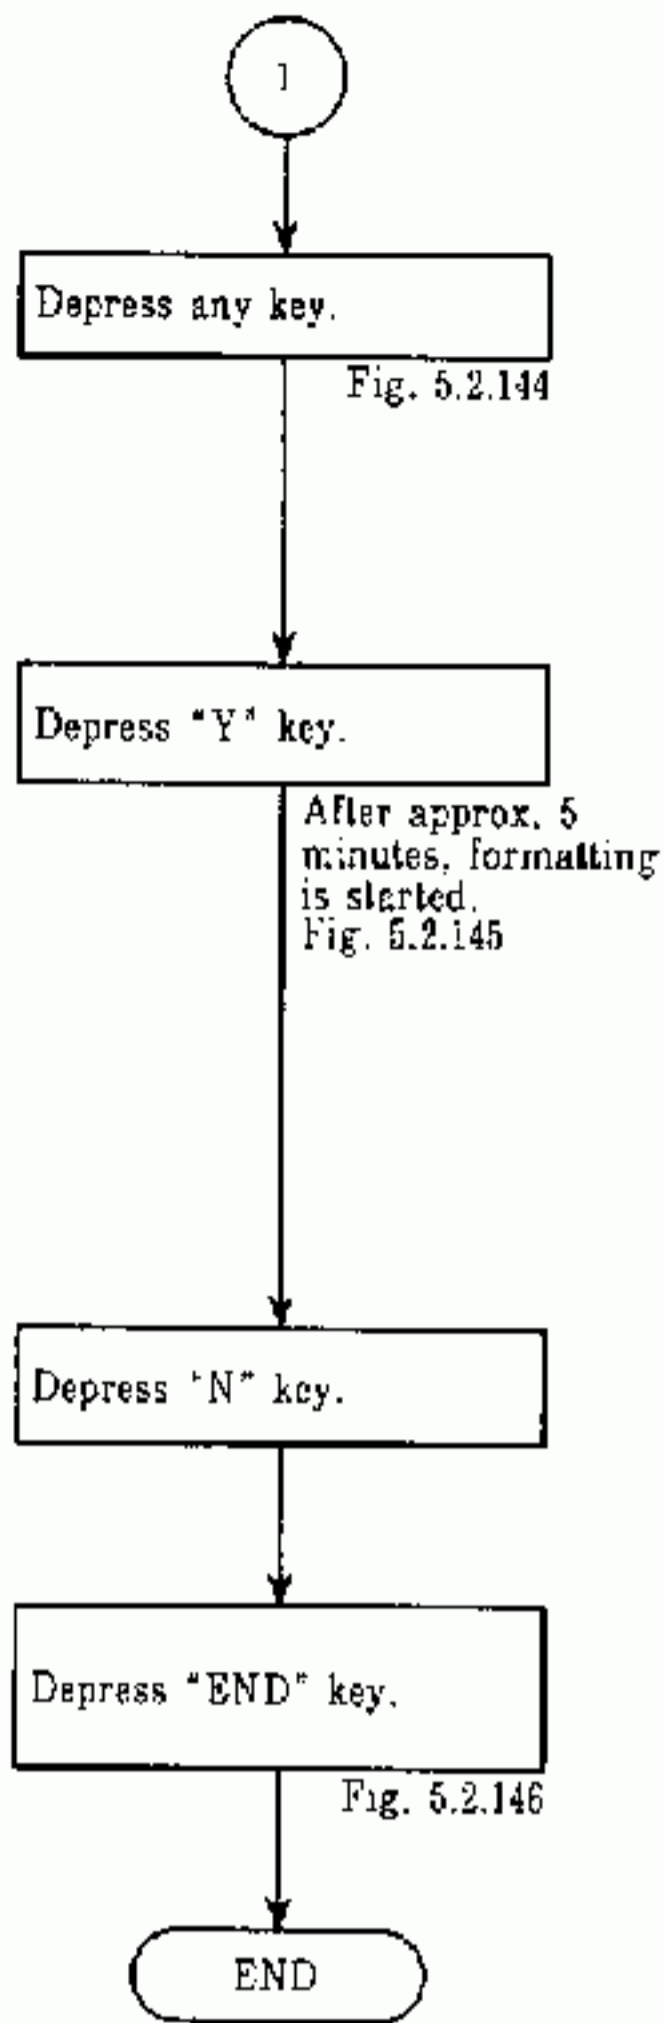 1
Depress any key.
Fig. 5.2.144
Depress "Y" key.
After approx. 5
minutes, formatting
is started.
Fig. 5.2.145
Depress "N" key.
Depress "END" key.
Fig. 5.2.146
END